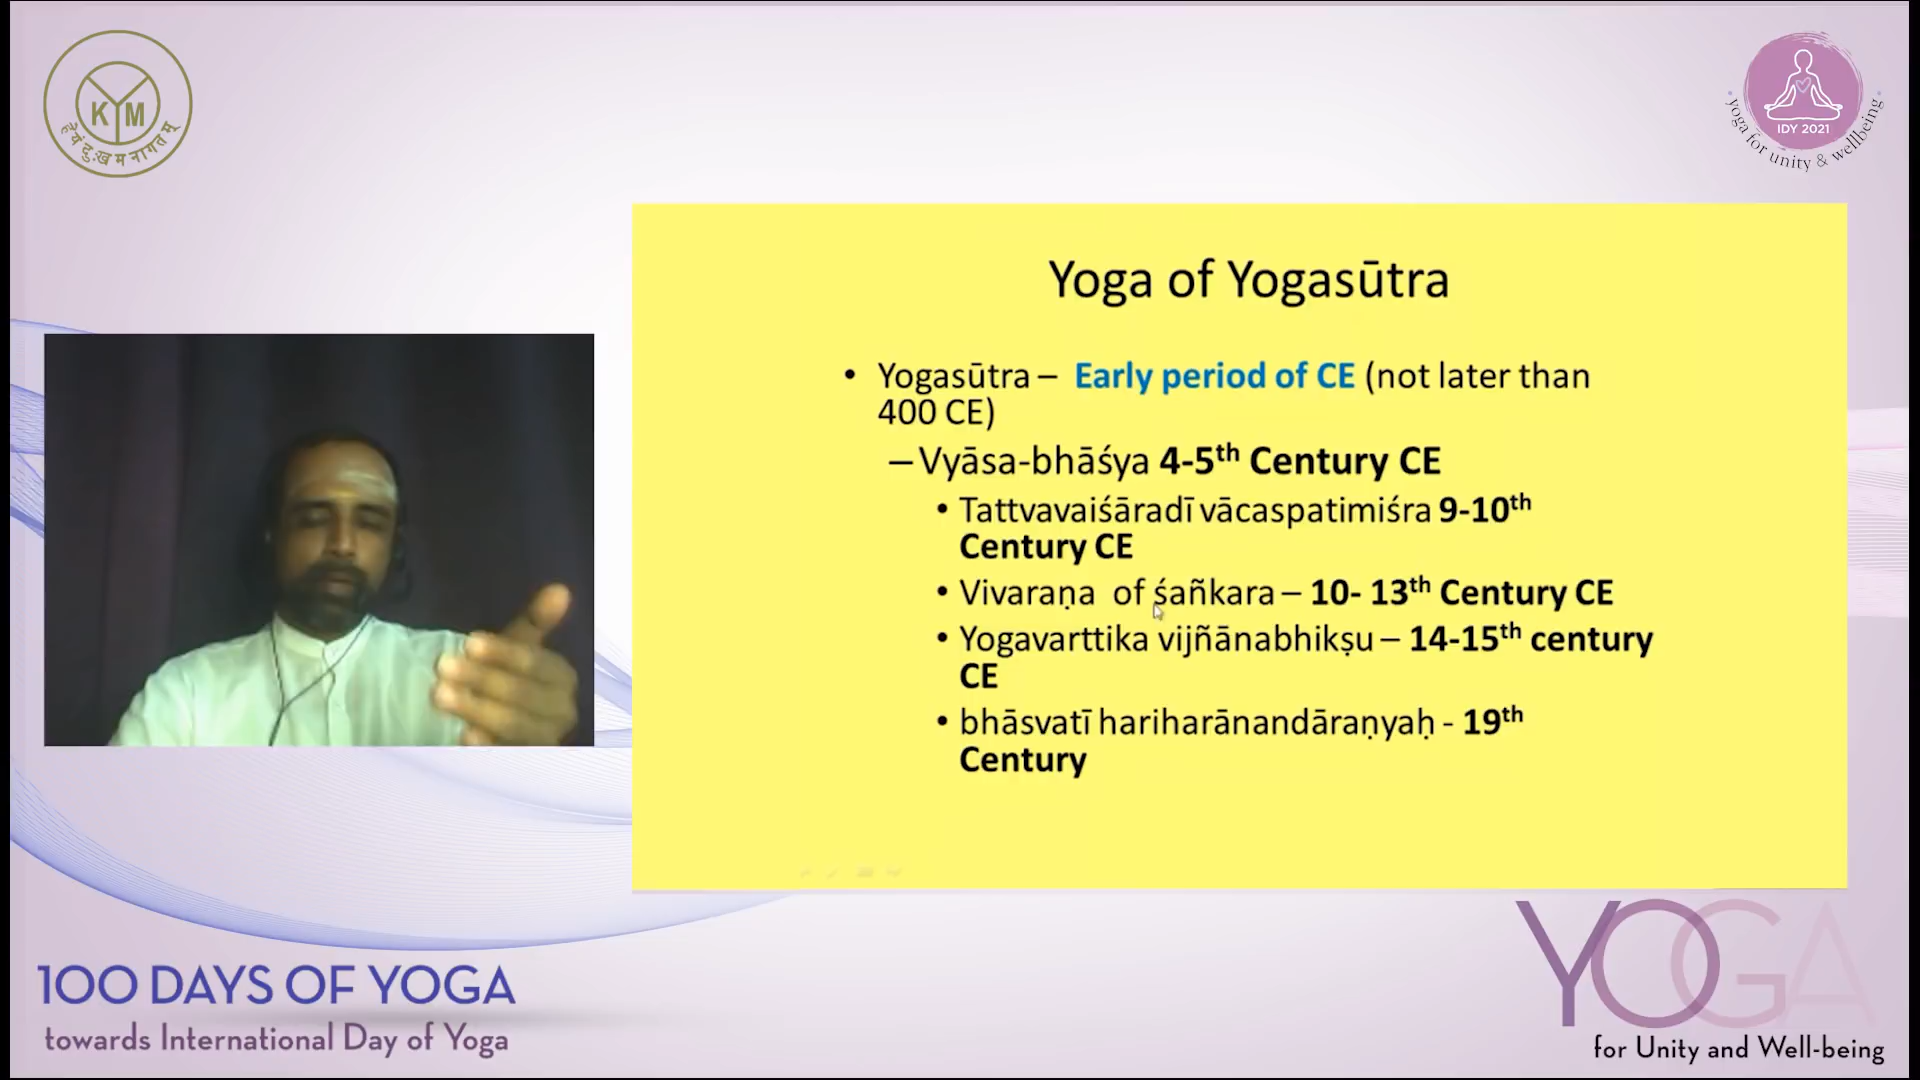 KYM
हेयं दुःखमनागतम्
IDY 2021
yoga for unity & wellbeing
Yoga of Yogasūtra
• Yogasūtra – Early period of CE (not later than
400 CE)
– Vyāsa-bhāśya 4-5th Century CE
• Tattvavaiśāradī vācaspatimiśra 9-10th
Century CE
• Vivaraṇa of śañkara – 10- 13th Century CE
• Yogavarttika vijñānabhikṣu – 14-15th century
CE
• bhāsvatī hariharānandāraṇyaḥ - 19th
Century
100 DAYS OF YOGA
towards International Day of Yoga
YOGA
for Unity and Well-being